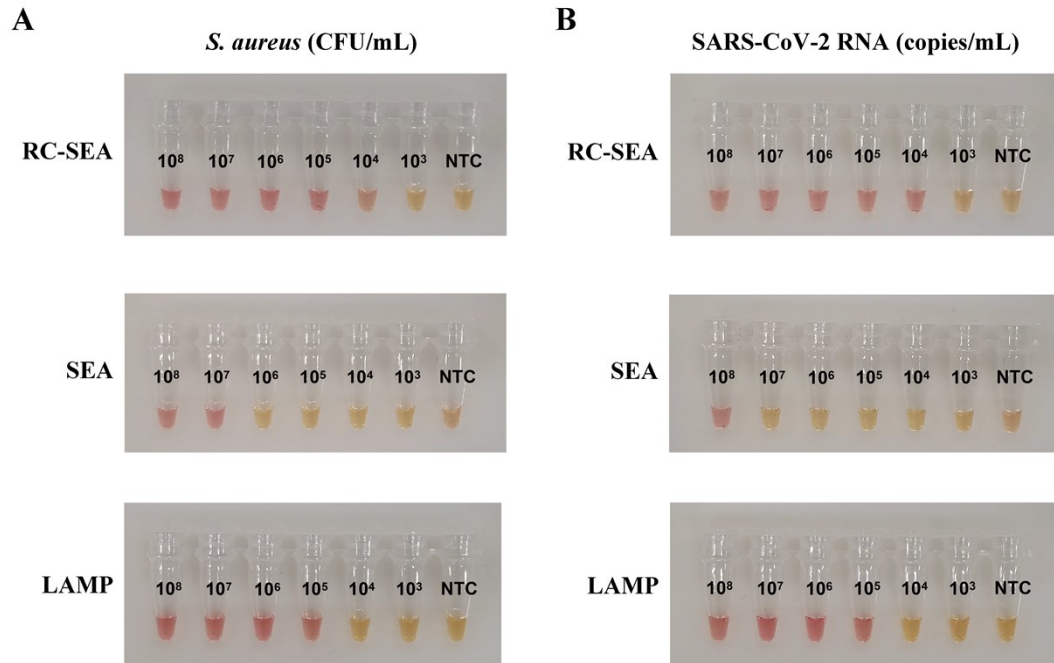 A
S. aureus (CFU/mL)
RC-SEA
10⁸ 10⁷ 10⁶ 10⁵ 10⁴ 10³ NTC
SEA
10⁸ 10⁷ 10⁶ 10⁵ 10⁴ 10³ NTC
LAMP
10⁸ 10⁷ 10⁶ 10⁵ 10⁴ 10³ NTC
B
SARS-CoV-2 RNA (copies/mL)
RC-SEA
10⁸ 10⁷ 10⁶ 10⁵ 10⁴ 10³ NTC
SEA
10⁸ 10⁷ 10⁶ 10⁵ 10⁴ 10³ NTC
LAMP
10⁸ 10⁷ 10⁶ 10⁵ 10⁴ 10³ NTC